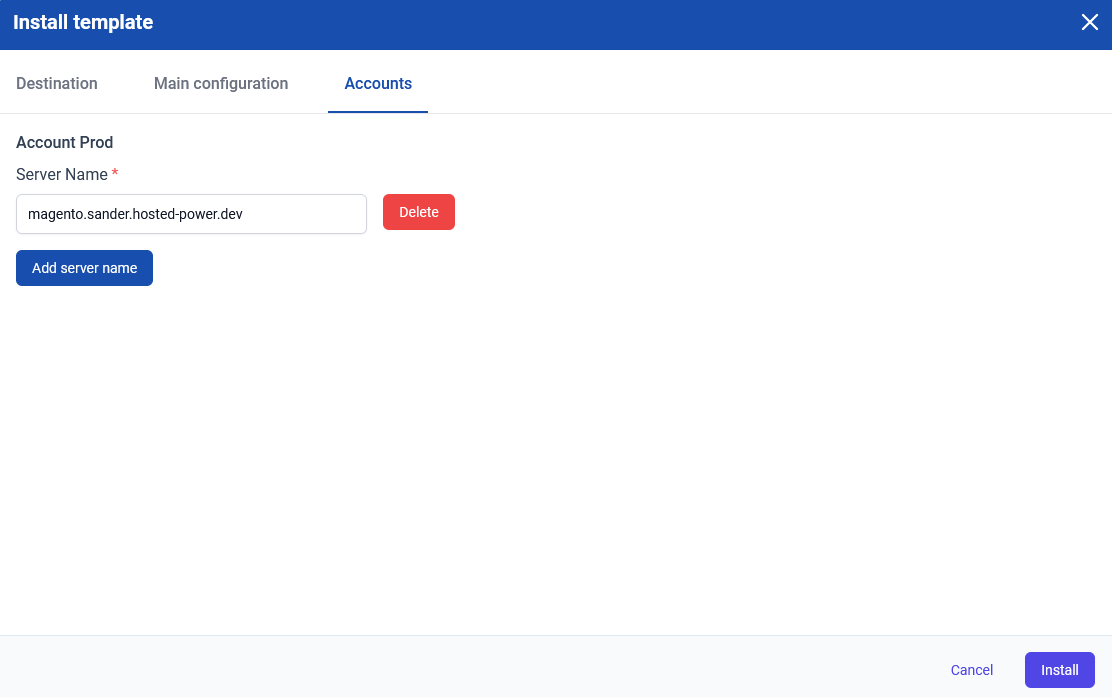 Install template
Destination Main configuration Accounts
Account Prod
Server Name *
magento.sander.hosted-power.dev Delete
Add server name
Cancel Install